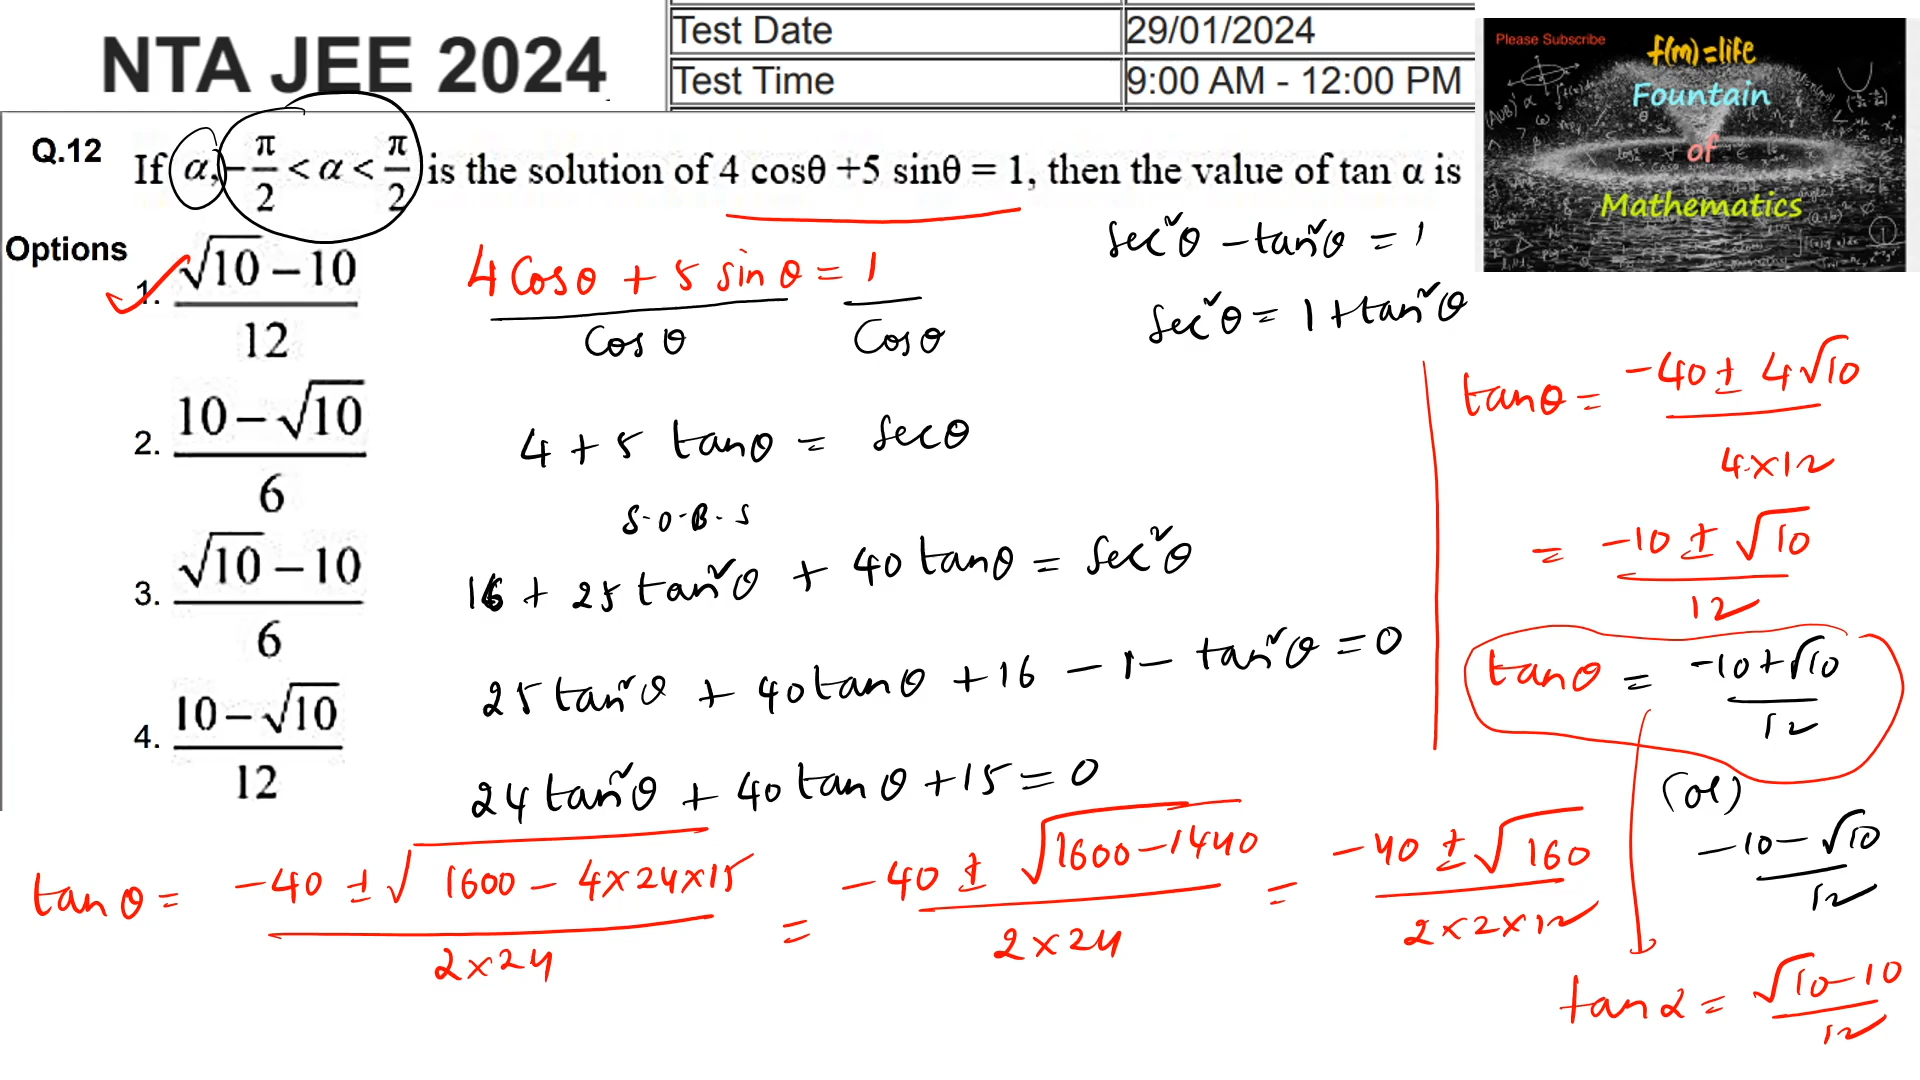 NTA JEE 2024
Test Date 29/01/2024
Test Time 9:00 AM - 12:00 PM
Please Subscribe
f(m)=life
Fountain
of
Mathematics
Q.12 If α, -π/2 < α < π/2 is the solution of 4 cosθ +5 sinθ = 1, then the value of tan α is
Options
1. (√10 – 10)/12
2. (10 – √10)/6
3. (√10 – 10)/6
4. (10 – √10)/12
4 Cos θ + 5 sin θ = 1
Cos θ Cos θ
4 + 5 tan θ = Sec θ
S.O.B.S
16 + 25 tan²θ + 40 tan θ = Sec²θ
25 tan²θ + 40 tan θ + 16 – 1 – tan²θ = 0
24 tan²θ + 40 tan θ + 15 = 0
tan θ = (-40 ± √(1600 – 4×24×15))/(2×24) = (-40 ± √(1600 – 1440))/(2×24) = (-40 ± √160)/(2×2×12)
Sec²θ – tan²θ = 1
Sec²θ = 1 + tan²θ
tan θ = (-40 ± 4√10)/(4×12)
= (-10 ± √10)/12
tan θ = (-10 + √10)/12
(or)
(-10 – √10)/12
tan α = (√10 – 10)/12